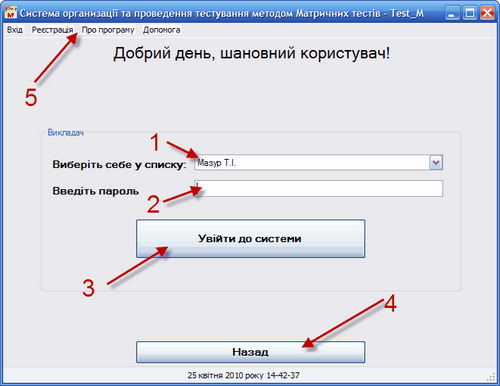 Система организації та проведення тестування методом Матричних тестів - Test_M
Вхід Реєстрація Про програму Допомога
5
Добрий день, шановний користувач!
Викладач
1
Виберіть себе у списку: Мазур Т.І.
Введіть пароль
2
Увійти до системи
3
4
Назад
25 квітня 2010 року 14-42-37